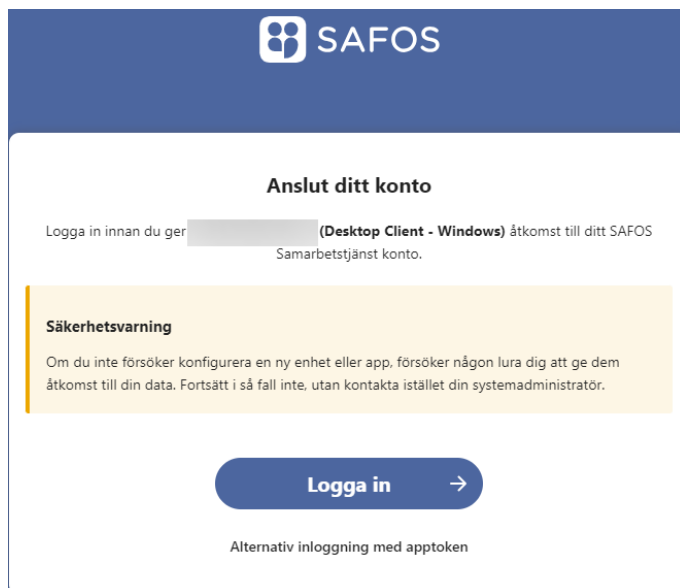 SAFOS
Anslut ditt konto
Logga in innan du ger (Desktop Client - Windows) åtkomst till ditt SAFOS
Samarbetstjänst konto.
Säkerhetsvarning
Om du inte försöker konfigurera en ny enhet eller app, försöker någon lura dig att ge dem
åtkomst till din data. Fortsätt i så fall inte, utan kontakta istället din systemadministratör.
Logga in →
Alternativ inloggning med apptoken